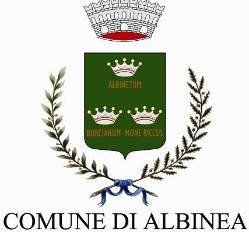 ALBINETUM
BURCIANUM MONS RICCUS
COMUNE DI ALBINEA